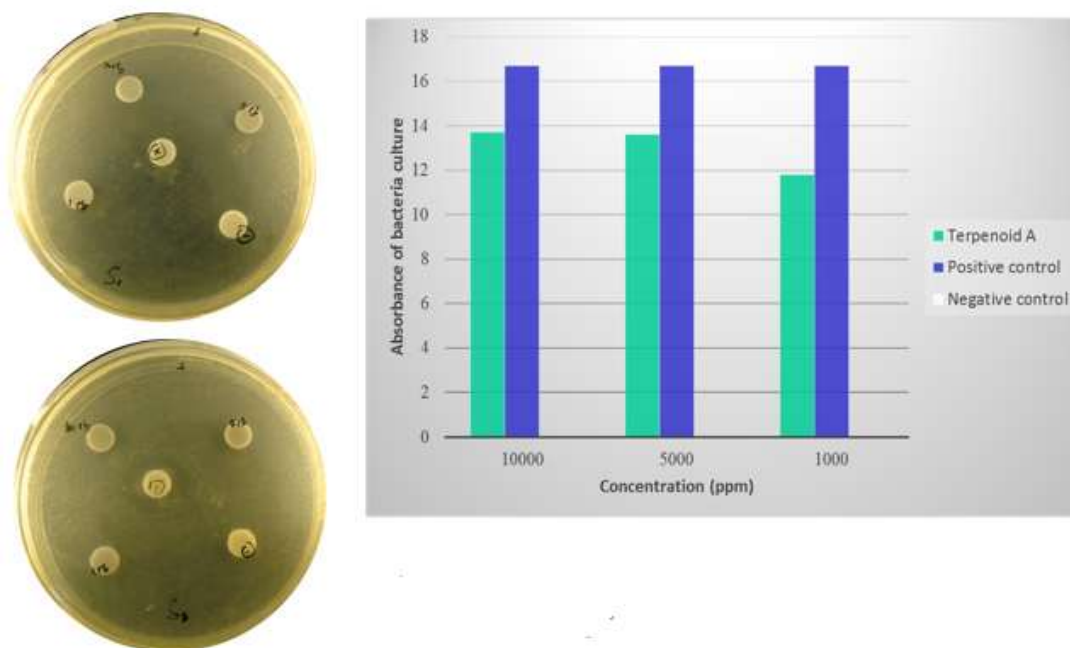 18
16
14
12
10
8
6
4
2
0
Absorbance of bacteria culture
10000
5000
1000
Concentration (ppm)
Terpenoid A
Positive control
Negative control